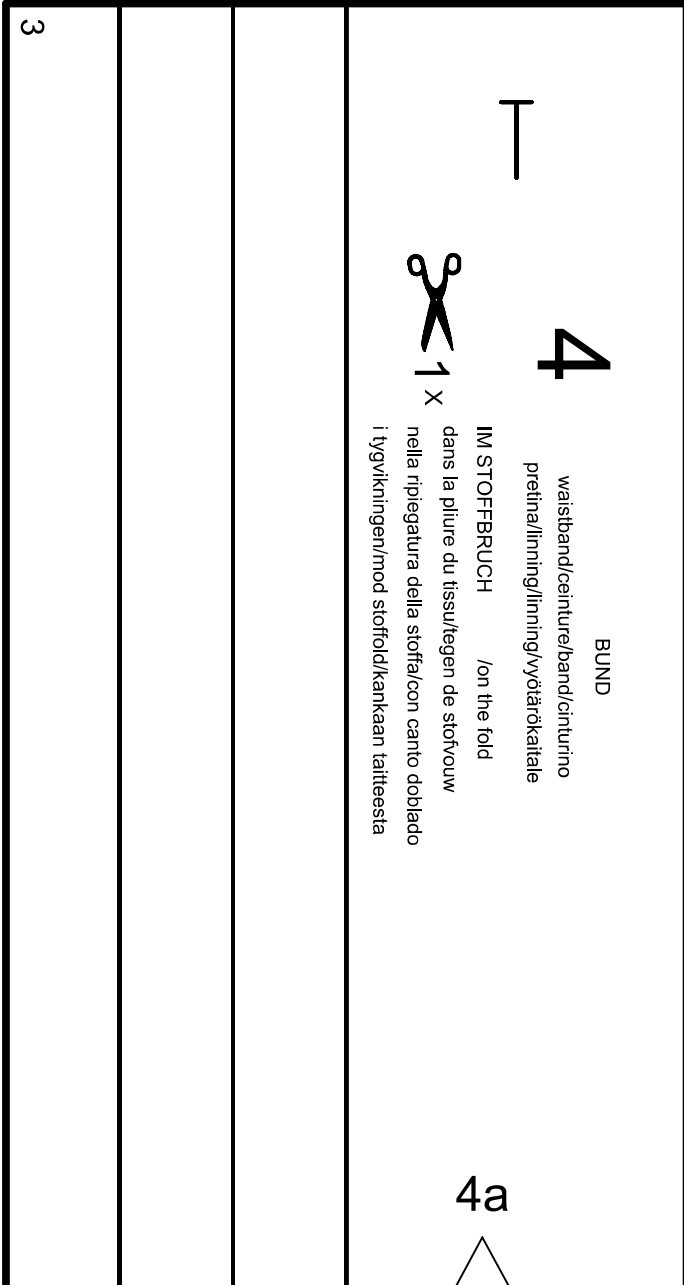 3
4
BUND
waistband/ceinture/band/cinturino
pretina/linning/linning/vyötärökaitale
1 x
IM STOFFBRUCH /on the fold
dans la pliure du tissu/tegen de stofvouw
nella ripiegatura della stoffa/con canto doblado
i tygvikningen/mod stoffold/kankaan taitteesta
4a